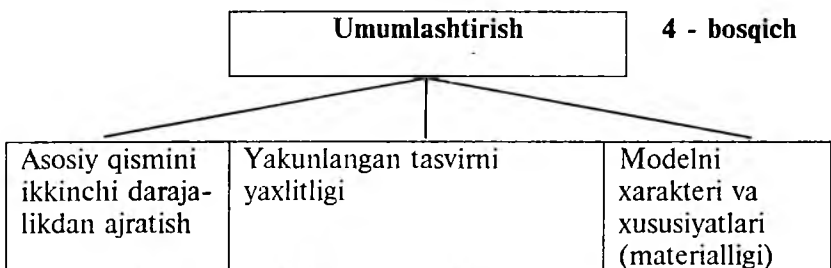 Umumlashtirish
4 - bosqich
Asosiy qismini
ikkinchi daraja-
likdan ajratish
Yakunlangan tasvirni
yaxlitligi
Modelni
xarakteri va
xususiyatlari
(materialligi)